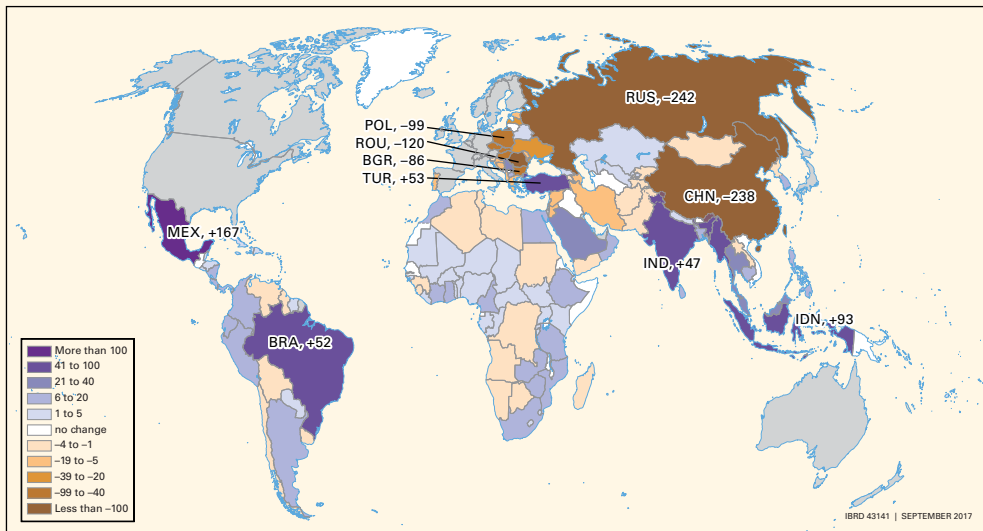 RUS, –242
POL, –99
ROU, –120
BGR, –86
TUR, +53
CHN, –238
MEX, +167
IND, +47
IDN, +93
BRA, +52
More than 100
41 to 100
21 to 40
6 to 20
1 to 5
no change
–4 to –1
–19 to –5
–39 to –20
–99 to –40
Less than –100
IBRD 43141 | SEPTEMBER 2017